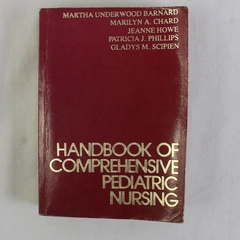 MARTHA UNDERWOOD BARNARD
MARILYN A. CHARD
JEANNE HOWE
PATRICIA J. PHILLIPS
GLADYS M. SCIPIEN
HANDBOOK OF
COMPREHENSIVE
PEDIATRIC
NURSING